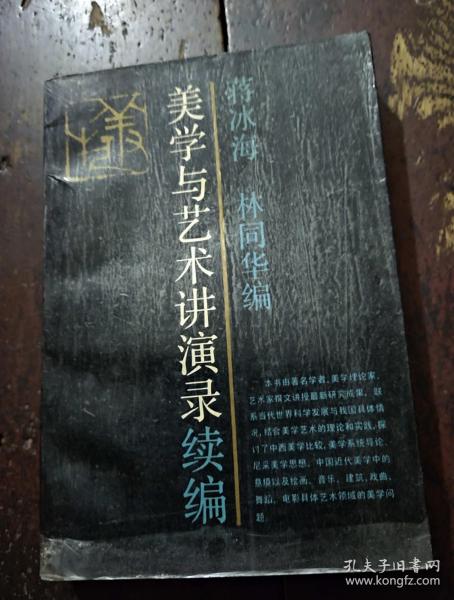 美学与艺术讲演录续编
蒋冰海 林同华编
本书由著名学者、美学理论家、
艺术家撰文讲授最新研究成果。联
系当代世界科学发展与我国具体情
况,结合美学艺术的理论和实践,探
讨了中西美学比较、美学系统导论、
尼采美学思想、中国近代美学中的
悬橥以及绘画、音乐、建筑、戏曲、
舞蹈、电影具体艺术领域的美学问
题
孔夫子旧书网
www.kongfz.com